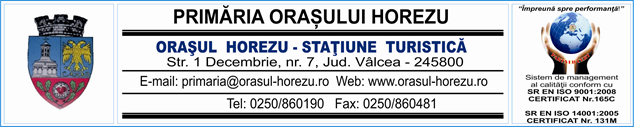 PRIMĂRIA ORAȘULUI HOREZU
ORAŞUL HOREZU - STAŢIUNE TURISTICĂ
Str. 1 Decembrie, nr. 7, Jud. Vâlcea - 245800
E-mail: primaria@orasul-horezu.ro Web: www.orasul-horezu.ro
Tel: 0250/860190 Fax: 0250/860481
"Împreună spre performanță!"
Sistem de management
al calității conform cu
SR EN ISO 9001:2008
CERTIFICAT Nr.165C
SR EN ISO 14001:2005
CERTIFICAT Nr. 131M